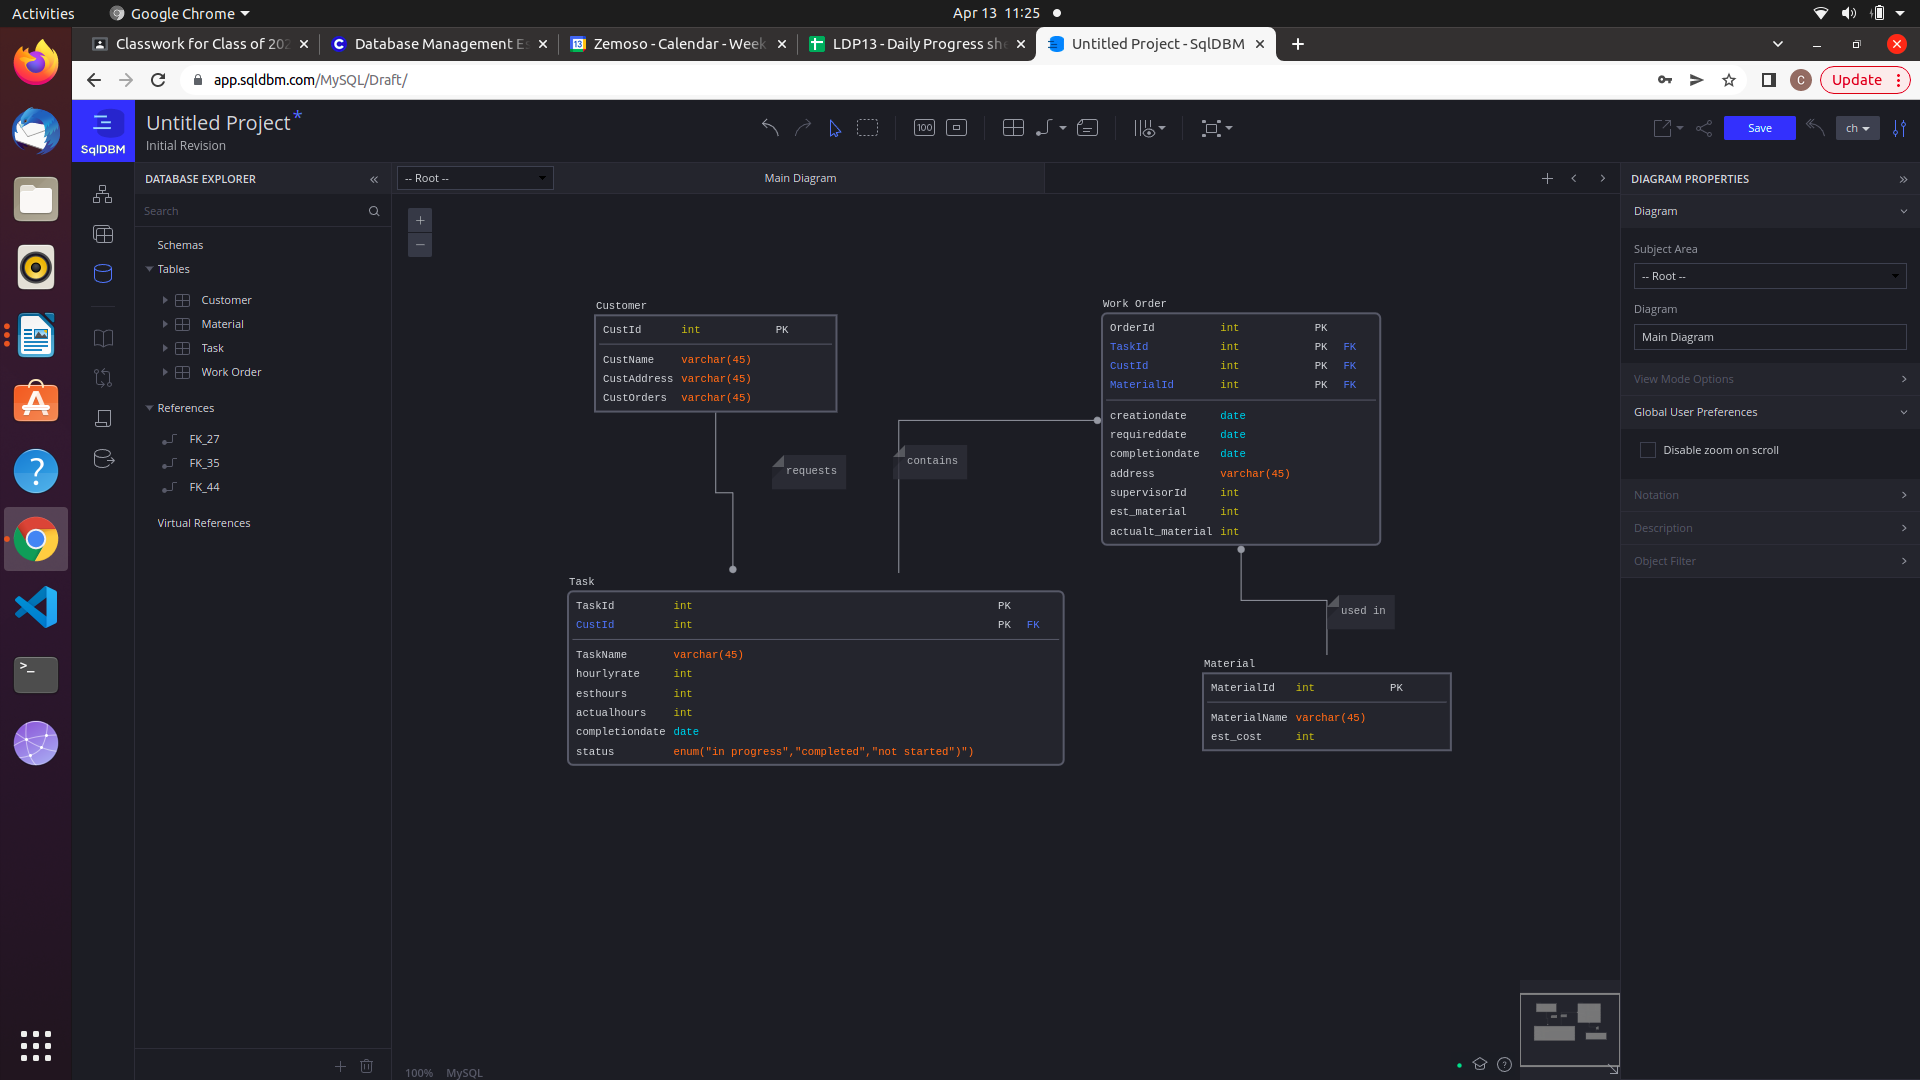 Activities
Google Chrome
Apr 13 11:25
Classwork for Class of 202
Database Management Es
Zemoso - Calendar - Week
LDP13 - Daily Progress she
Untitled Project - SqlDBM
app.sqldbm.com/MySQL/Draft/
C
Update
SqlDBM
Untitled Project*
Initial Revision
100
Save
ch
DATABASE EXPLORER
-- Root --
Main Diagram
DIAGRAM PROPERTIES
Search
Schemas
Tables
Customer
Material
Task
Work Order
References
FK_27
FK_35
FK_44
Virtual References
Customer
CustId int PK
CustName varchar(45)
CustAddress varchar(45)
CustOrders varchar(45)
requests
contains
Work Order
OrderId int PK
TaskId int PK FK
CustId int PK FK
MaterialId int PK FK
creationdate date
requireddate date
completiondate date
address varchar(45)
supervisorId int
est_material int
actualt_material int
used in
Task
TaskId int PK
CustId int PK FK
TaskName varchar(45)
hourlyrate int
esthours int
actualhours int
completiondate date
status enum("in progress","completed","not started")")
Material
MaterialId int PK
MaterialName varchar(45)
est_cost int
Diagram
Subject Area
-- Root --
Diagram
Main Diagram
View Mode Options
Global User Preferences
Disable zoom on scroll
Notation
Description
Object Filter
100% MySQL